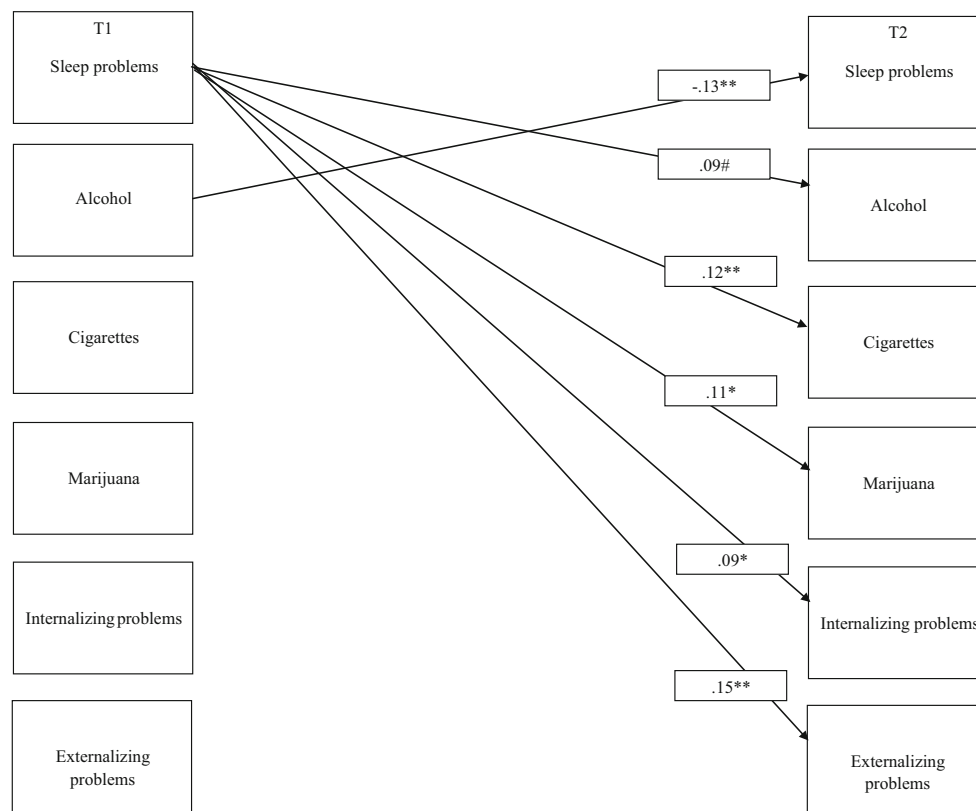 T1
Sleep problems
Alcohol
Cigarettes
Marijuana
Internalizing problems
Externalizing
problems
-.13**
.09#
.12**
.11*
.09*
.15**
T2
Sleep problems
Alcohol
Cigarettes
Marijuana
Internalizing problems
Externalizing
problems